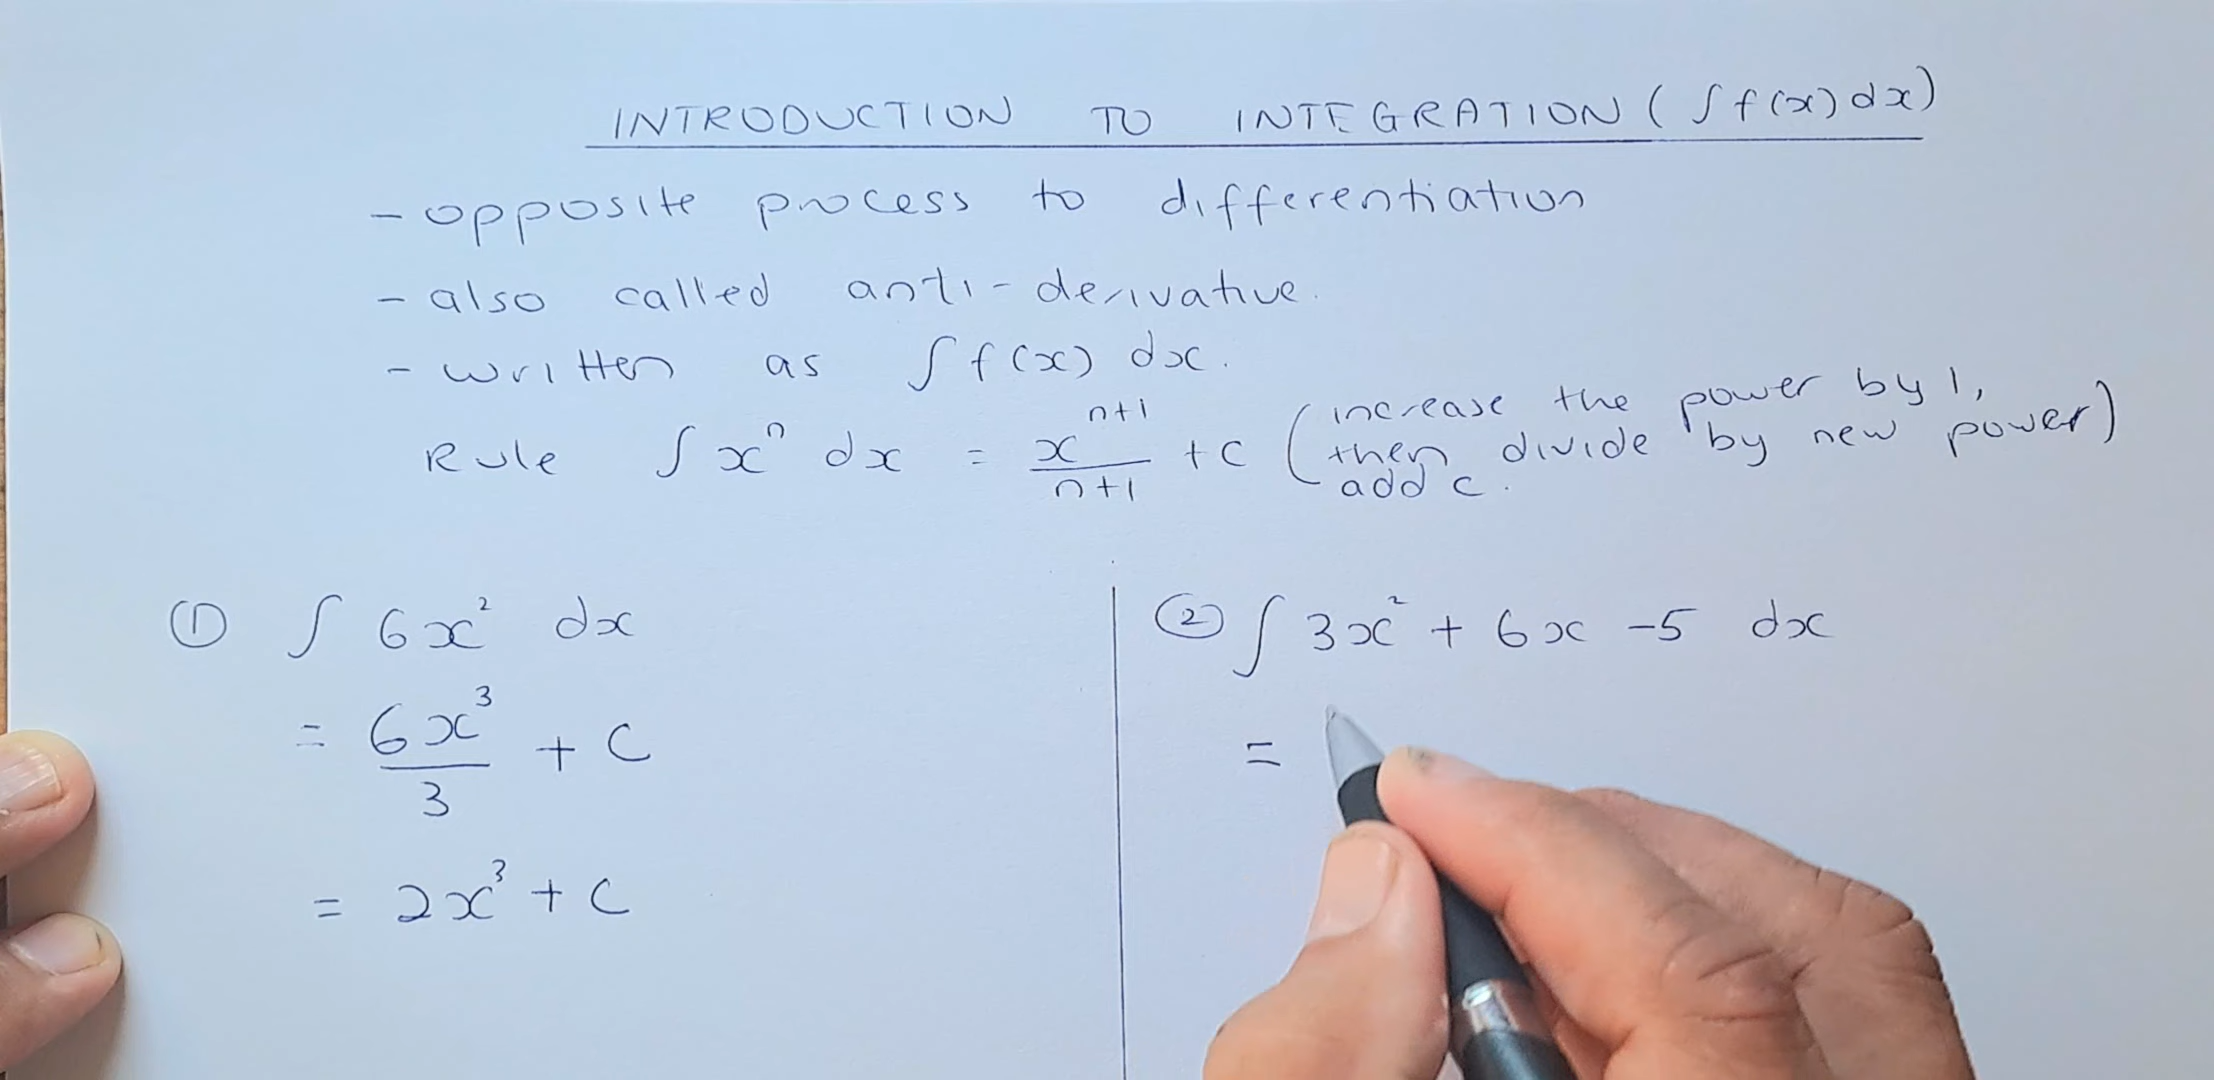 INTRODUCTION TO INTEGRATION (∫f(x)dx)
- opposite process to differentiation
- also called anti-derivative.
- written as ∫f(x) dx.
Rule ∫xⁿ dx = xⁿ⁺¹/n+1 + c (increase the power by 1,
then divide by new power)
add c.
① ∫ 6x² dx
= 6x³/3 + C
= 2x³ + C
② ∫ 3x² + 6x - 5 dx
=